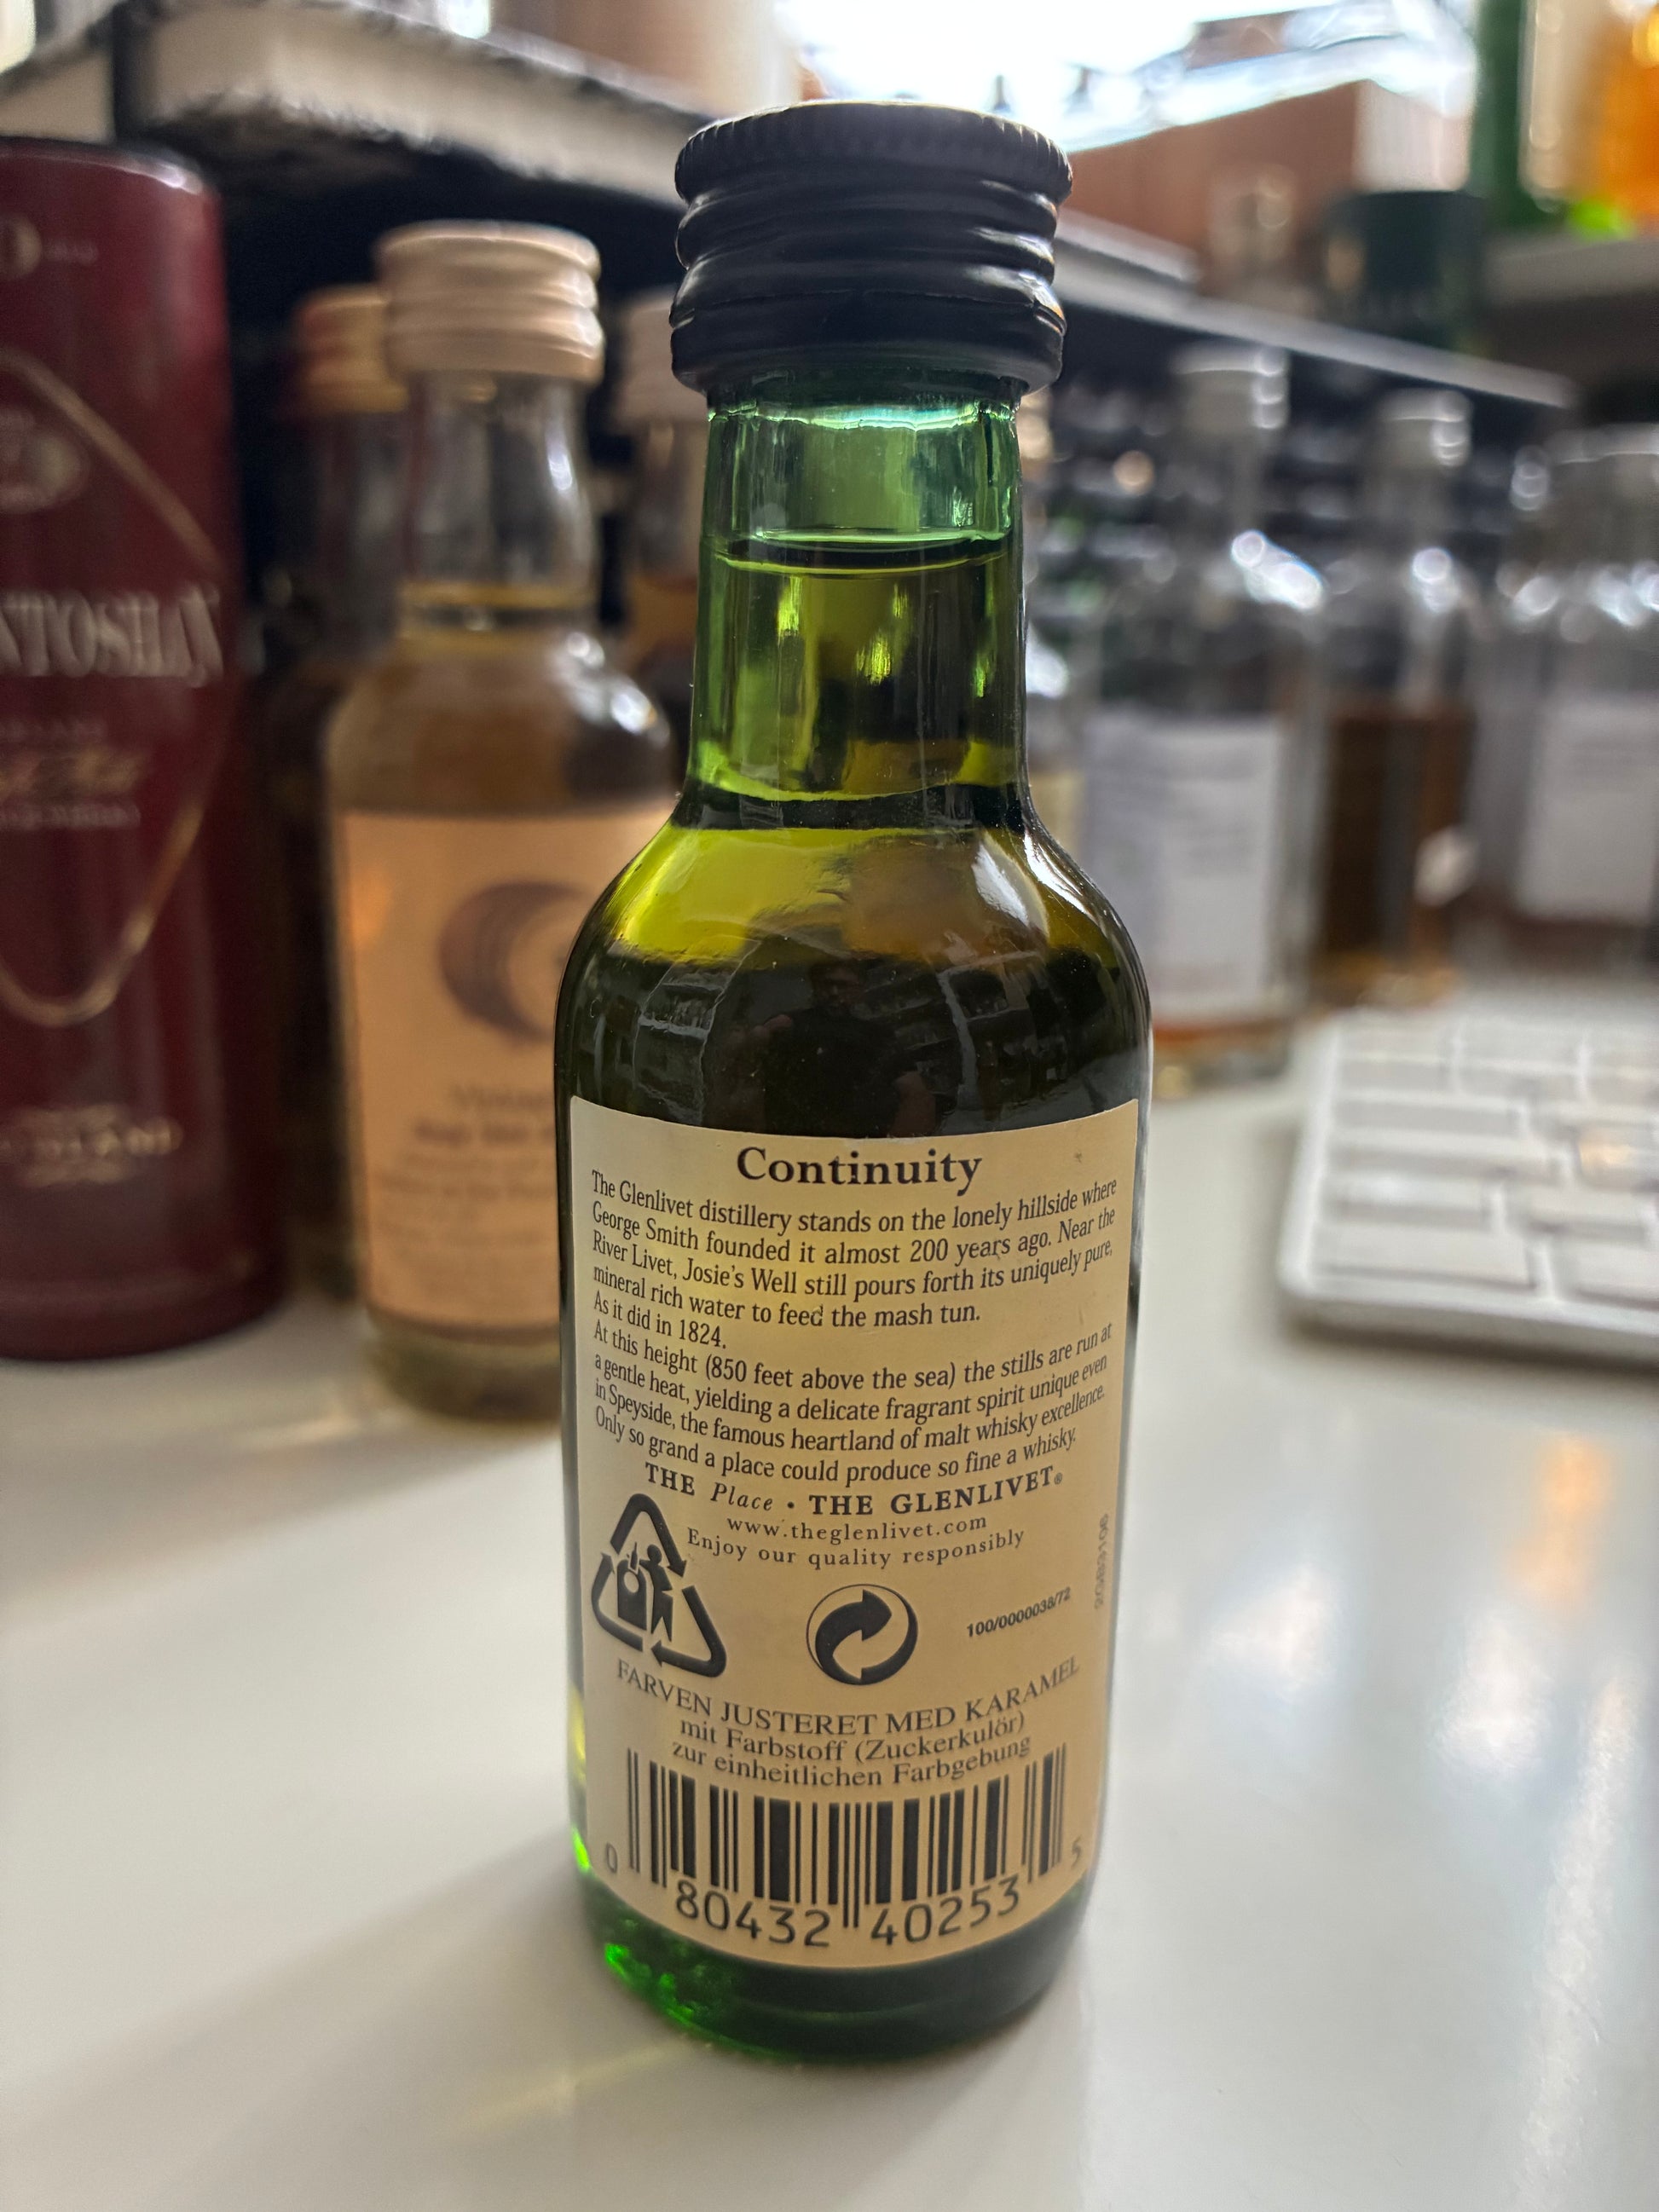 Continuity
The Glenlivet distillery stands on the lonely hillside where
George Smith founded it almost 200 years ago. Near the
River Livet, Josie's Well still pours forth its uniquely pure,
mineral rich water to feed the mash tun.
As it did in 1824.
At this height (850 feet above the sea) the stills are run at
a gentle heat, yielding a delicate fragrant spirit unique even
in Speyside, the famous heartland of malt whisky excellence.
Only so grand a place could produce so fine a whisky.
THE Place • THE GLENLIVET®
www.theglenlivet.com
Enjoy our quality responsibly
100/0000038/72
FARVEN JUSTERET MED KARAMEL
mit Farbstoff (Zuckerkulör)
zur einheitlichen Farbgebung
0 80432 40253 5